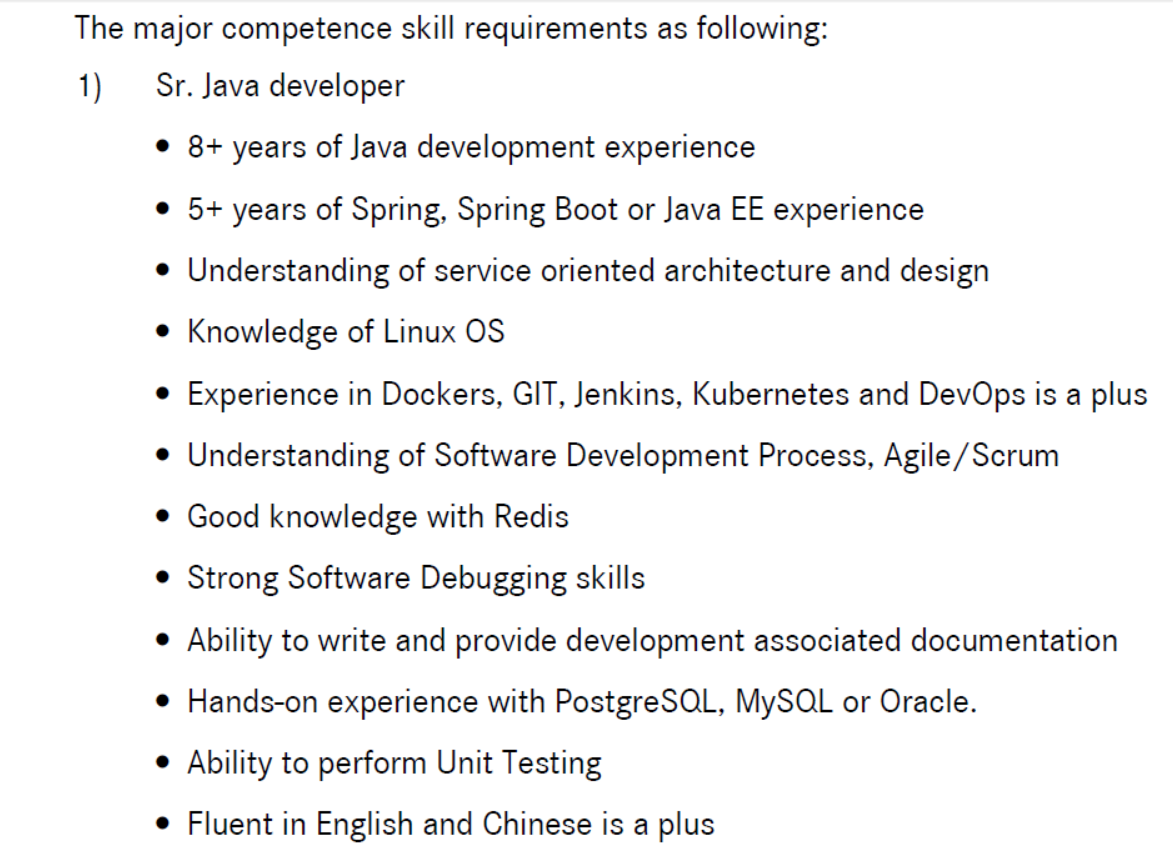 The major competence skill requirements as following:
1) Sr. Java developer
• 8+ years of Java development experience
• 5+ years of Spring, Spring Boot or Java EE experience
• Understanding of service oriented architecture and design
• Knowledge of Linux OS
• Experience in Dockers, GIT, Jenkins, Kubernetes and DevOps is a plus
• Understanding of Software Development Process, Agile/Scrum
• Good knowledge with Redis
• Strong Software Debugging skills
• Ability to write and provide development associated documentation
• Hands-on experience with PostgreSQL, MySQL or Oracle.
• Ability to perform Unit Testing
• Fluent in English and Chinese is a plus